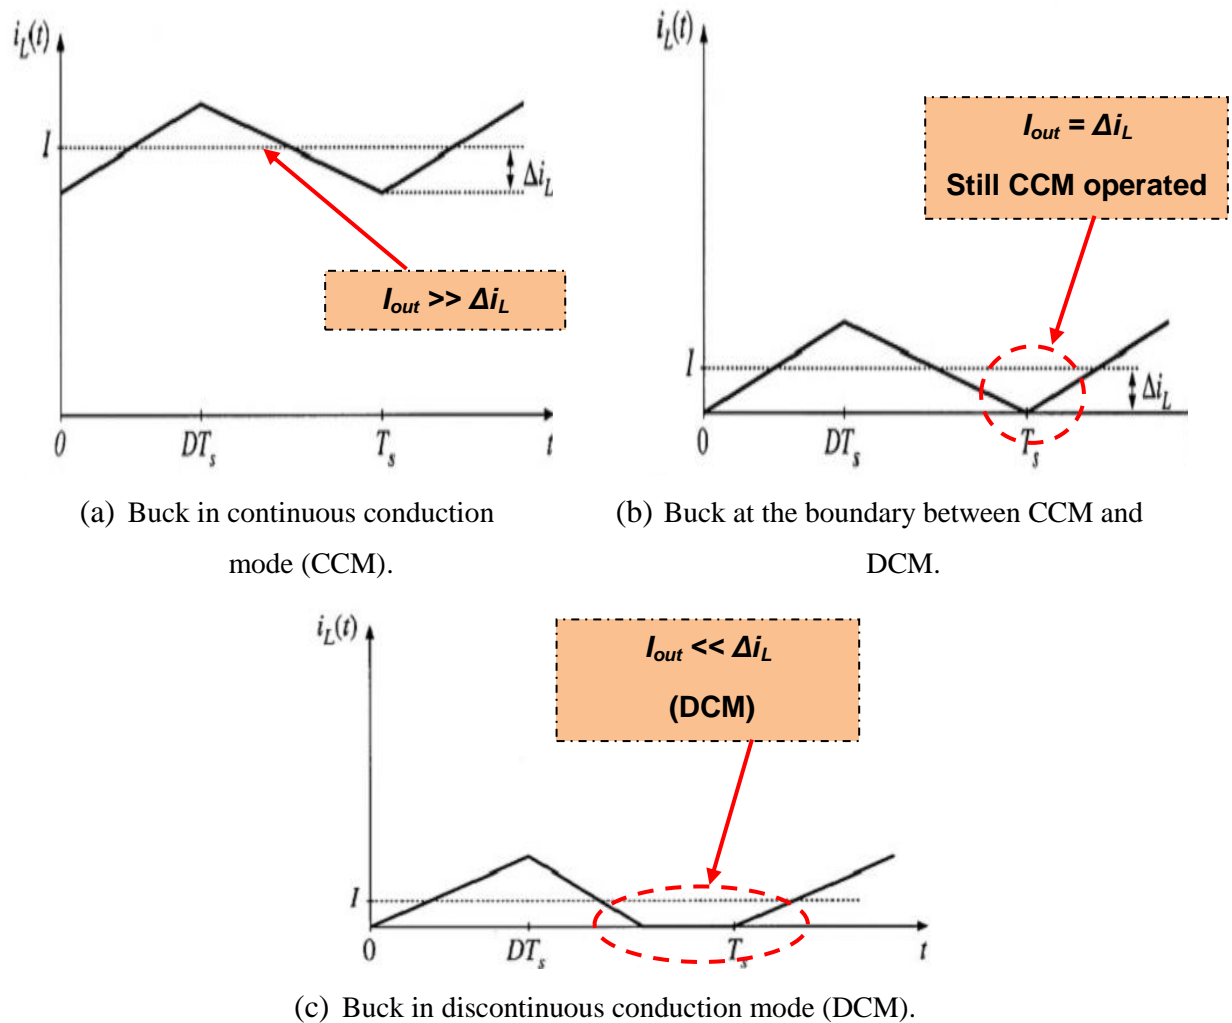 i_L(t)
I
Δi_L
I_out >> Δi_L
0
DT_s
T_s
t
(a) Buck in continuous conduction
mode (CCM).
i_L(t)
I_out = Δi_L
Still CCM operated
I
Δi_L
0
DT_s
T_s
(b) Buck at the boundary between CCM and
DCM.
i_L(t)
I_out << Δi_L
(DCM)
I
0
DT_s
T_s
t
(c) Buck in discontinuous conduction mode (DCM).